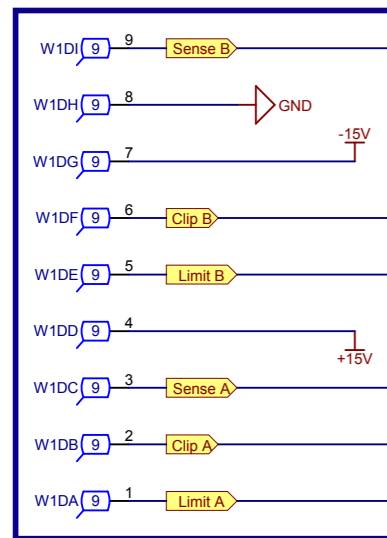 W1DI 9 9 Sense B
W1DH 9 8 GND
W1DG 9 7 -15V
W1DF 9 6 Clip B
W1DE 9 5 Limit B
W1DD 9 4 +15V
W1DC 9 3 Sense A
W1DB 9 2 Clip A
W1DA 9 1 Limit A